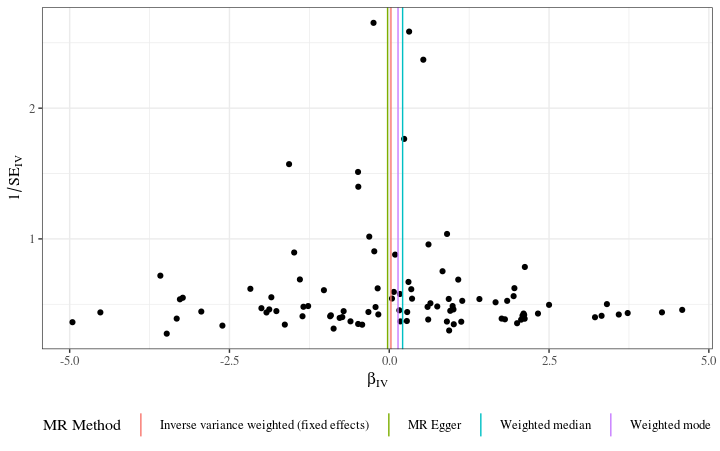 2
1
1/SE_IV
-5.0 -2.5 0.0 2.5 5.0
β_IV
MR Method Inverse variance weighted (fixed effects) MR Egger Weighted median Weighted mode